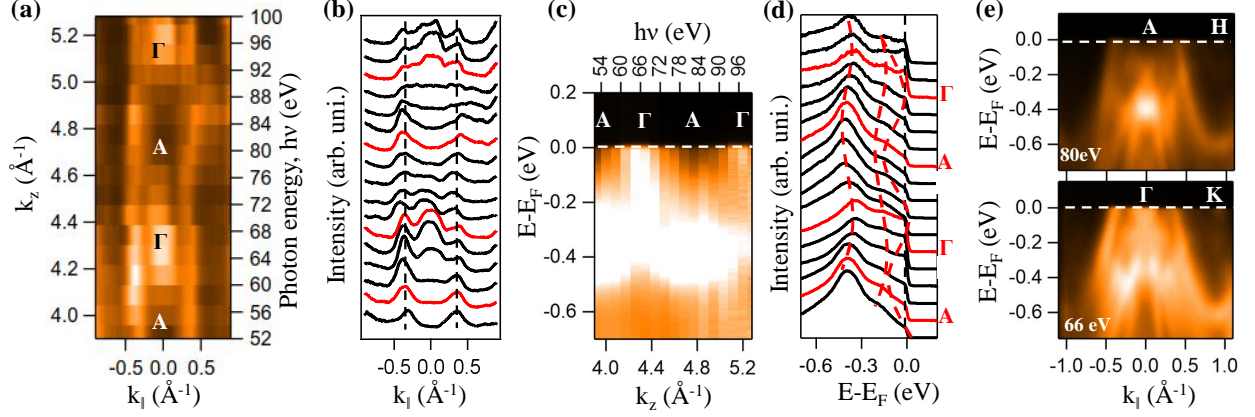 (a)
5.2
5.0
4.8
4.6
4.4
4.2
4.0
k_z (Å⁻¹)
Γ
A
Γ
A
100
96
92
88
84
80
76
72
68
64
60
56
52
Photon energy, hν (eV)
-0.5 0.0 0.5
k∥ (Å⁻¹)
(b)
Intensity (arb. uni.)
-0.5 0.0 0.5
k∥ (Å⁻¹)
(c)
hν (eV)
54 60 66 72 78 84 90 96
0.2
0.0
-0.2
-0.4
-0.6
E-E_F (eV)
A Γ A Γ
4.0 4.4 4.8 5.2
k_z (Å⁻¹)
(d)
Intensity (arb. uni.)
Γ
A
Γ
A
-0.6 -0.3 0.0
E-E_F (eV)
(e)
A H
0.0
-0.2
-0.4
-0.6
E-E_F (eV)
80eV
Γ K
0.0
-0.2
-0.4
-0.6
E-E_F (eV)
66 eV
-1.0 -0.5 0.0 0.5 1.0
k∥ (Å⁻¹)